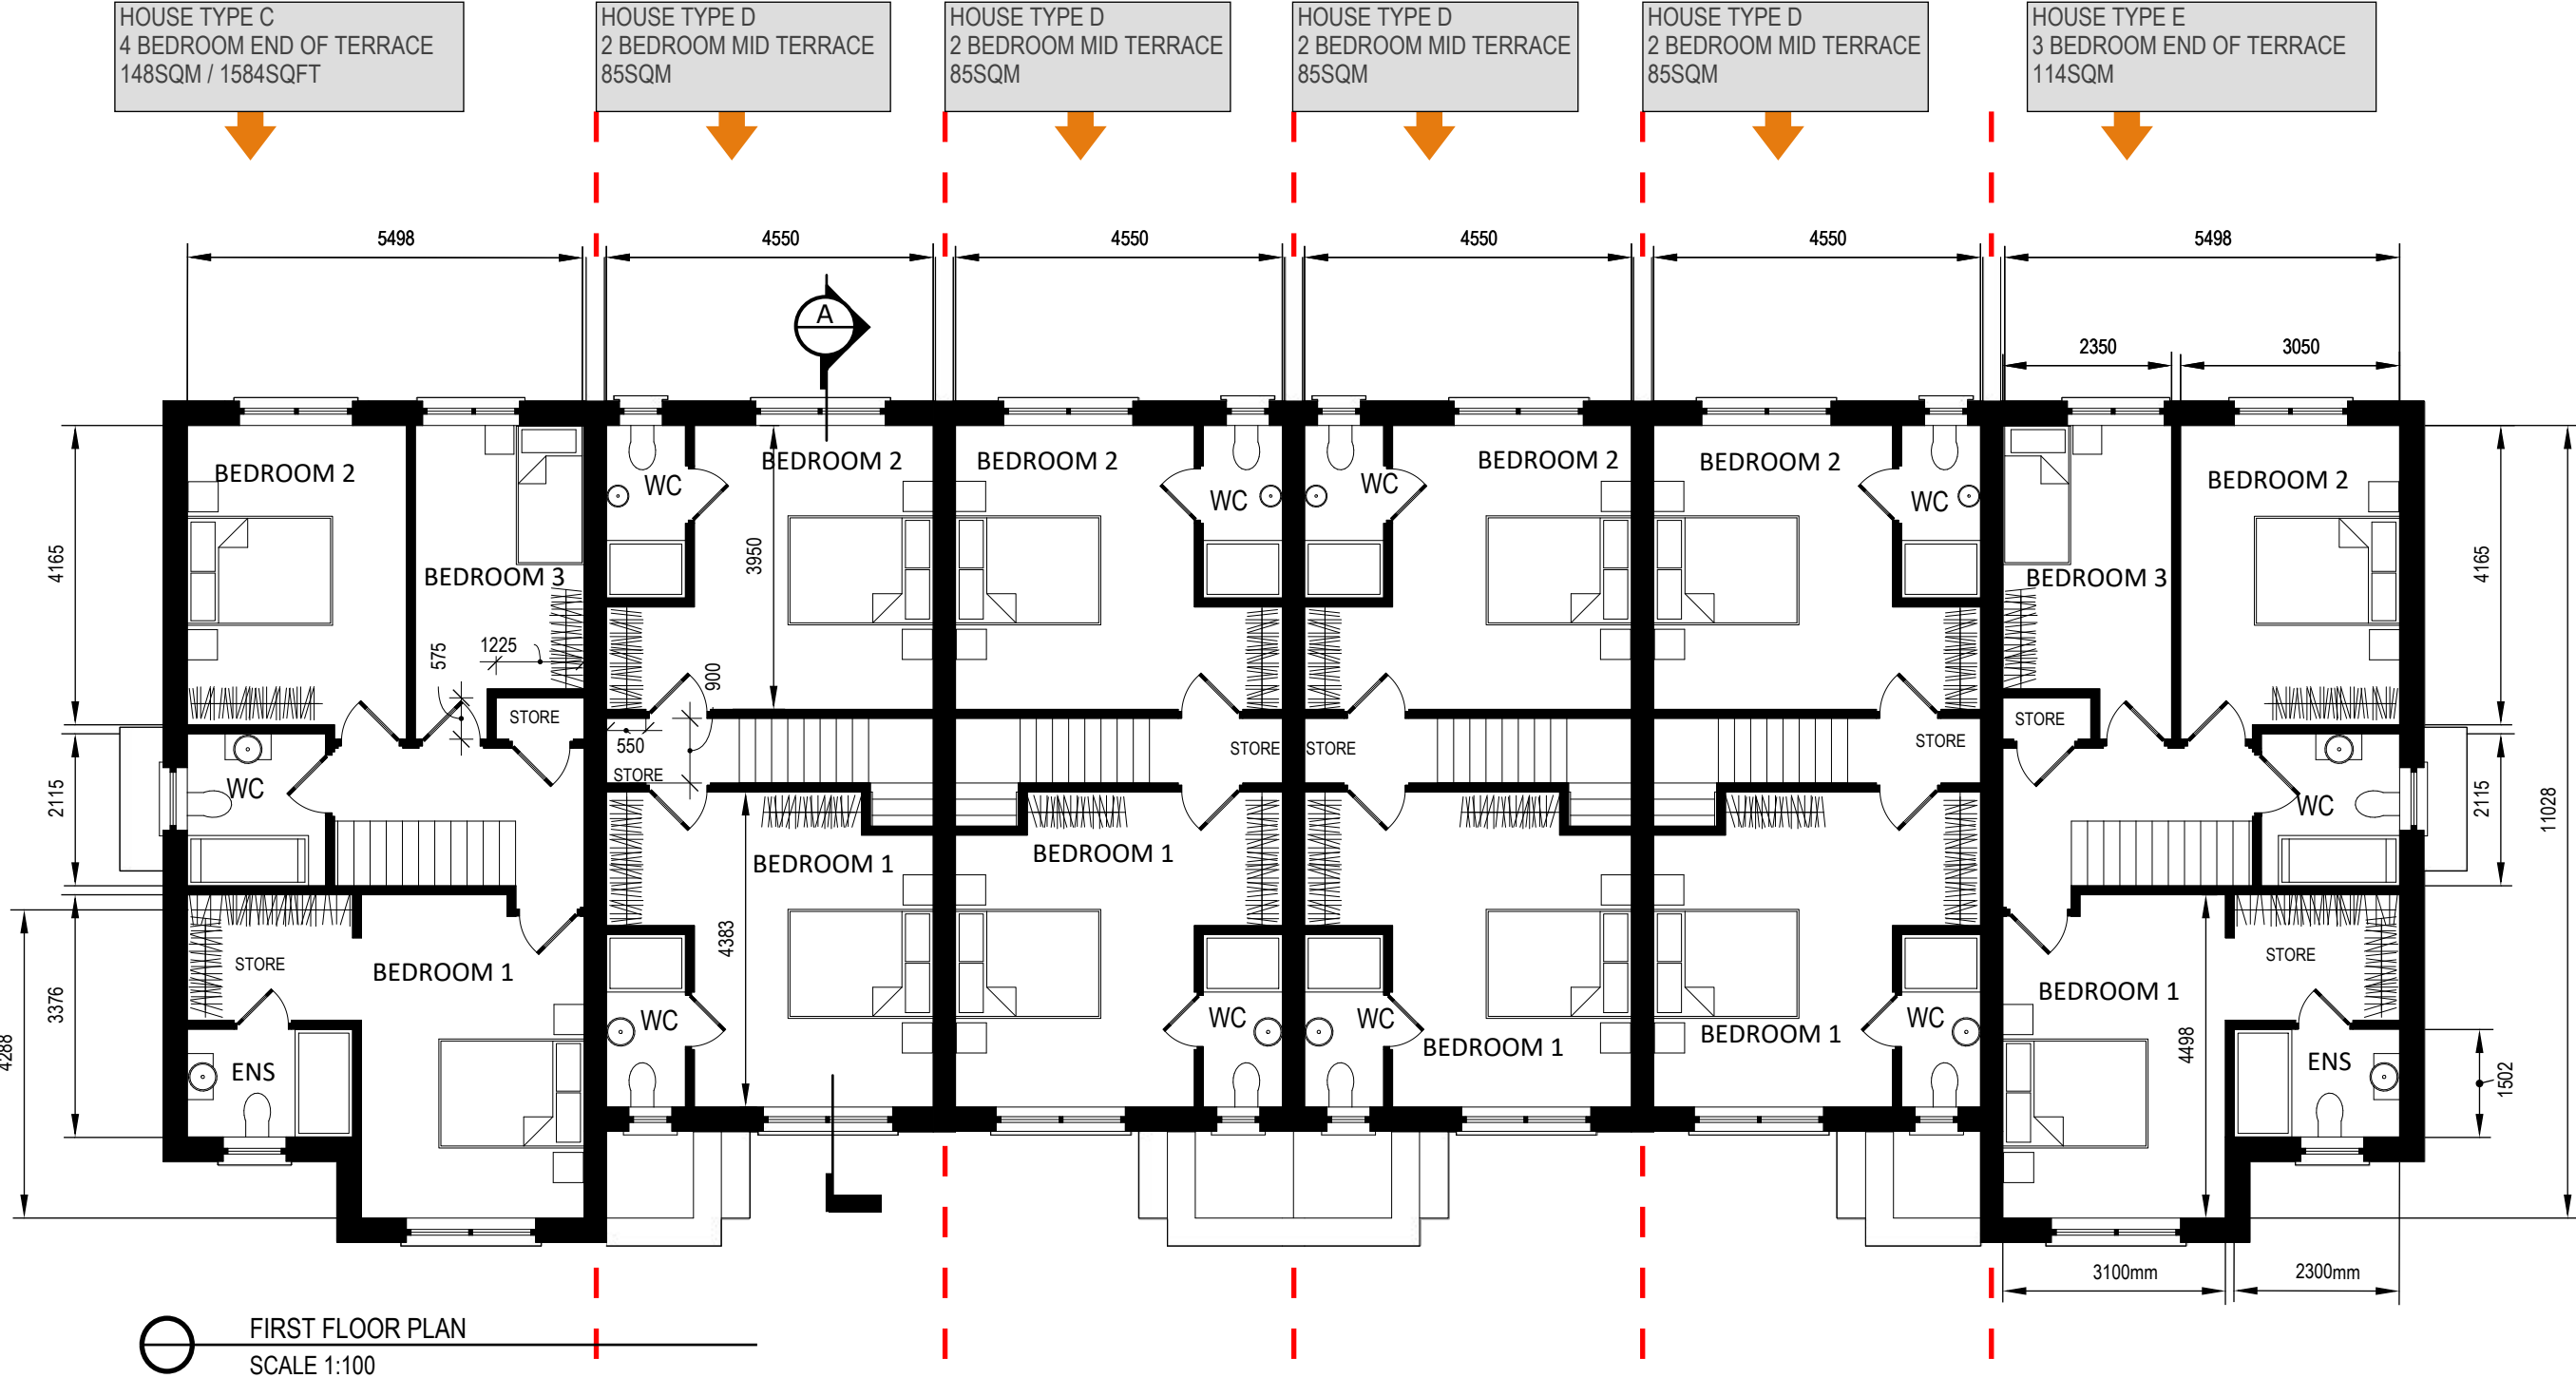 HOUSE TYPE C
4 BEDROOM END OF TERRACE
148SQM / 1584SQFT
HOUSE TYPE D
2 BEDROOM MID TERRACE
85SQM
HOUSE TYPE D
2 BEDROOM MID TERRACE
85SQM
HOUSE TYPE D
2 BEDROOM MID TERRACE
85SQM
HOUSE TYPE D
2 BEDROOM MID TERRACE
85SQM
HOUSE TYPE E
3 BEDROOM END OF TERRACE
114SQM
5498
4550
4550
4550
4550
5498
A
2350
3050
BEDROOM 2
BEDROOM 2
BEDROOM 2
BEDROOM 2
BEDROOM 2
BEDROOM 2
WC
WC
WC
WC
4165
BEDROOM 3
3950
BEDROOM 3
4165
575
1225
900
STORE
550
STORE
STORE
STORE
STORE
STORE
2115
WC
WC
2115
11028
BEDROOM 1
BEDROOM 1
4383
STORE
BEDROOM 1
STORE
BEDROOM 1
3376
4288
WC
WC
WC
WC
BEDROOM 1
BEDROOM 1
4498
ENS
ENS
1502
3100mm
2300mm
FIRST FLOOR PLAN
SCALE 1:100